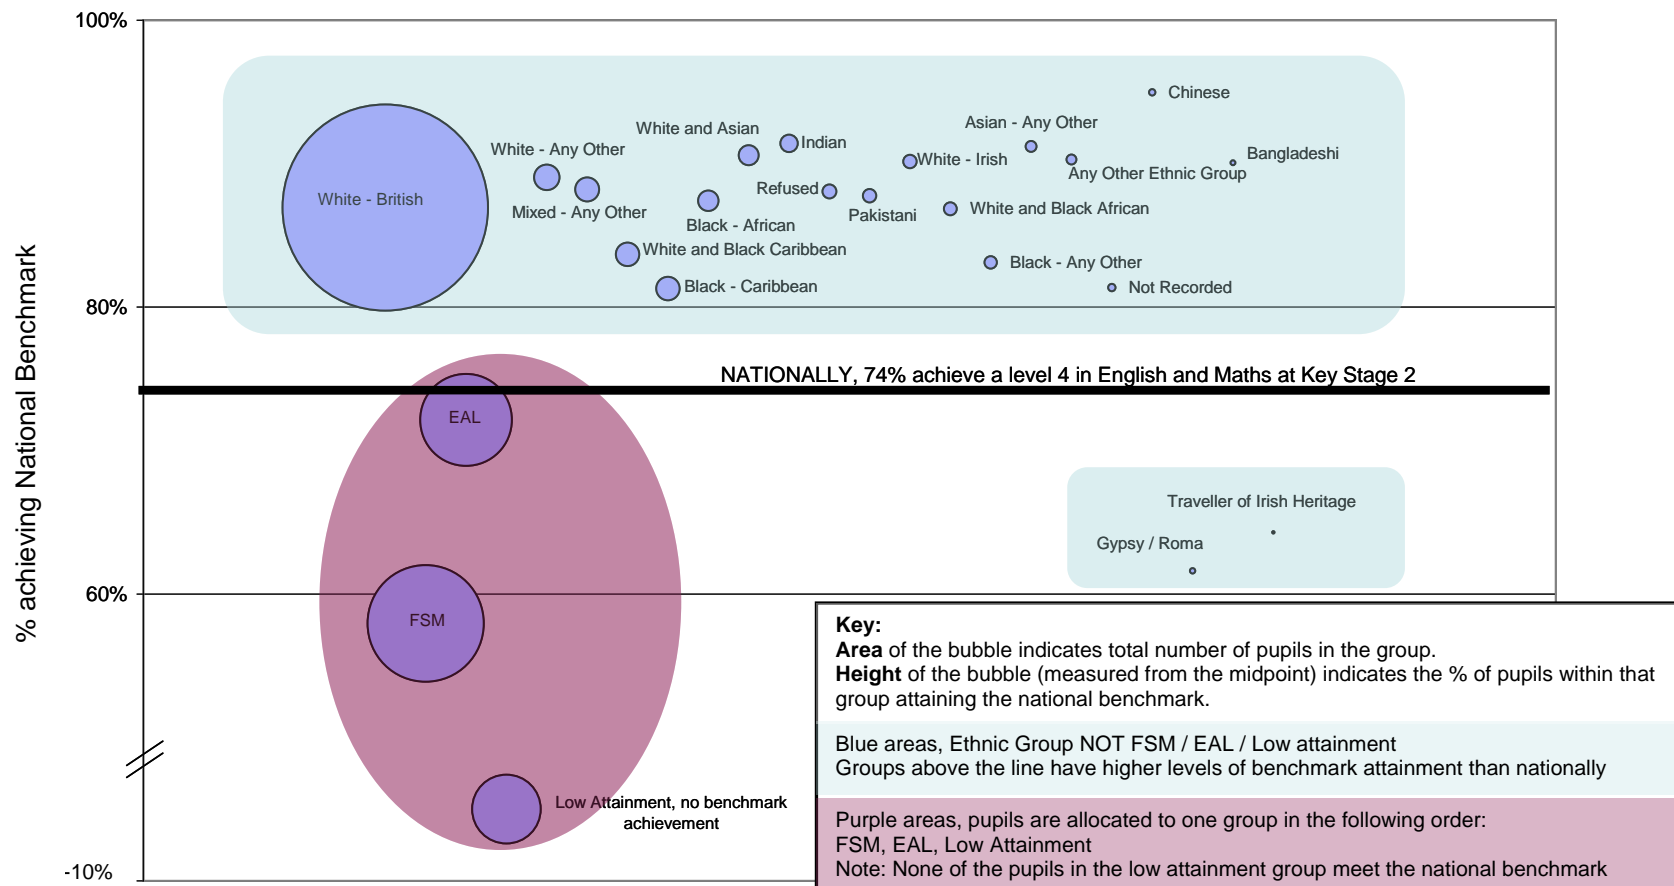 100%
Chinese
Asian - Any Other
White and Asian
White - Any Other
Indian
Bangladeshi
White - Irish
Any Other Ethnic Group
Refused
White - British
Mixed - Any Other
Pakistani
White and Black African
Black - African
White and Black Caribbean
Black - Any Other
Black - Caribbean
Not Recorded
80%
% achieving National Benchmark
NATIONALLY, 74% achieve a level 4 in English and Maths at Key Stage 2
EAL
Traveller of Irish Heritage
Gypsy / Roma
60%
FSM
Low Attainment, no benchmark
achievement
-10%
Key:
Area of the bubble indicates total number of pupils in the group.
Height of the bubble (measured from the midpoint) indicates the % of pupils within that
group attaining the national benchmark.
Blue areas, Ethnic Group NOT FSM / EAL / Low attainment
Groups above the line have higher levels of benchmark attainment than nationally
Purple areas, pupils are allocated to one group in the following order:
FSM, EAL, Low Attainment
Note: None of the pupils in the low attainment group meet the national benchmark